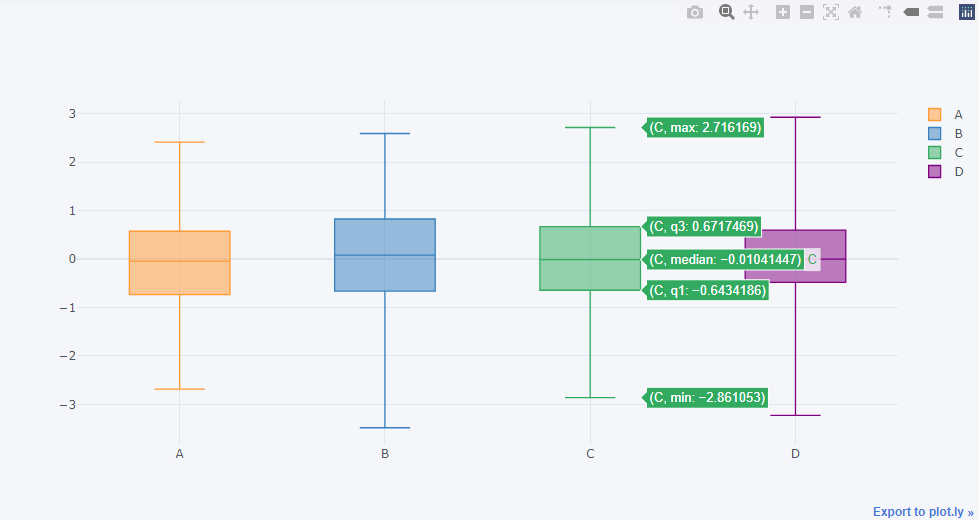 3
2
1
0
−1
−2
−3
A
B
C
D
(C, max: 2.716169)
(C, q3: 0.6717469)
(C, median: −0.01041447) C
(C, q1: −0.6434186)
(C, min: −2.861053)
A
B
C
D
Export to plot.ly »